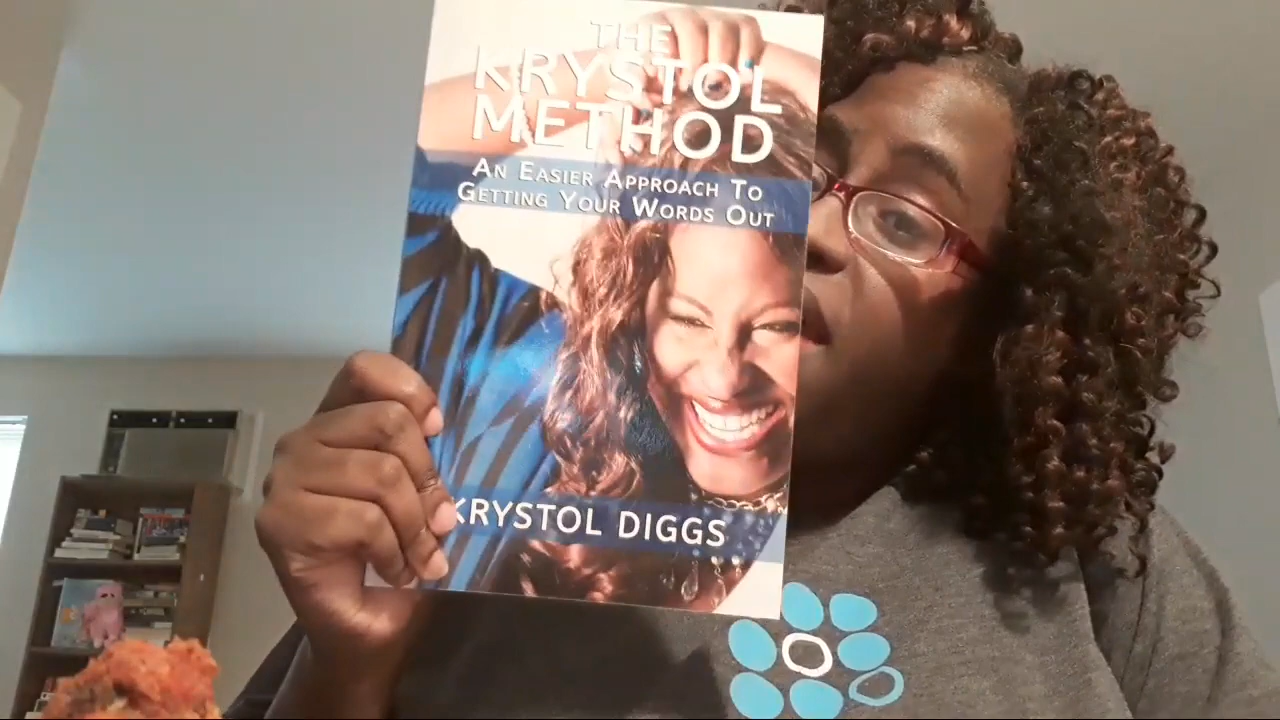 THE
KRYSTOL
METHOD
AN EASIER APPROACH TO
GETTING YOUR WORDS OUT
KRYSTOL DIGGS